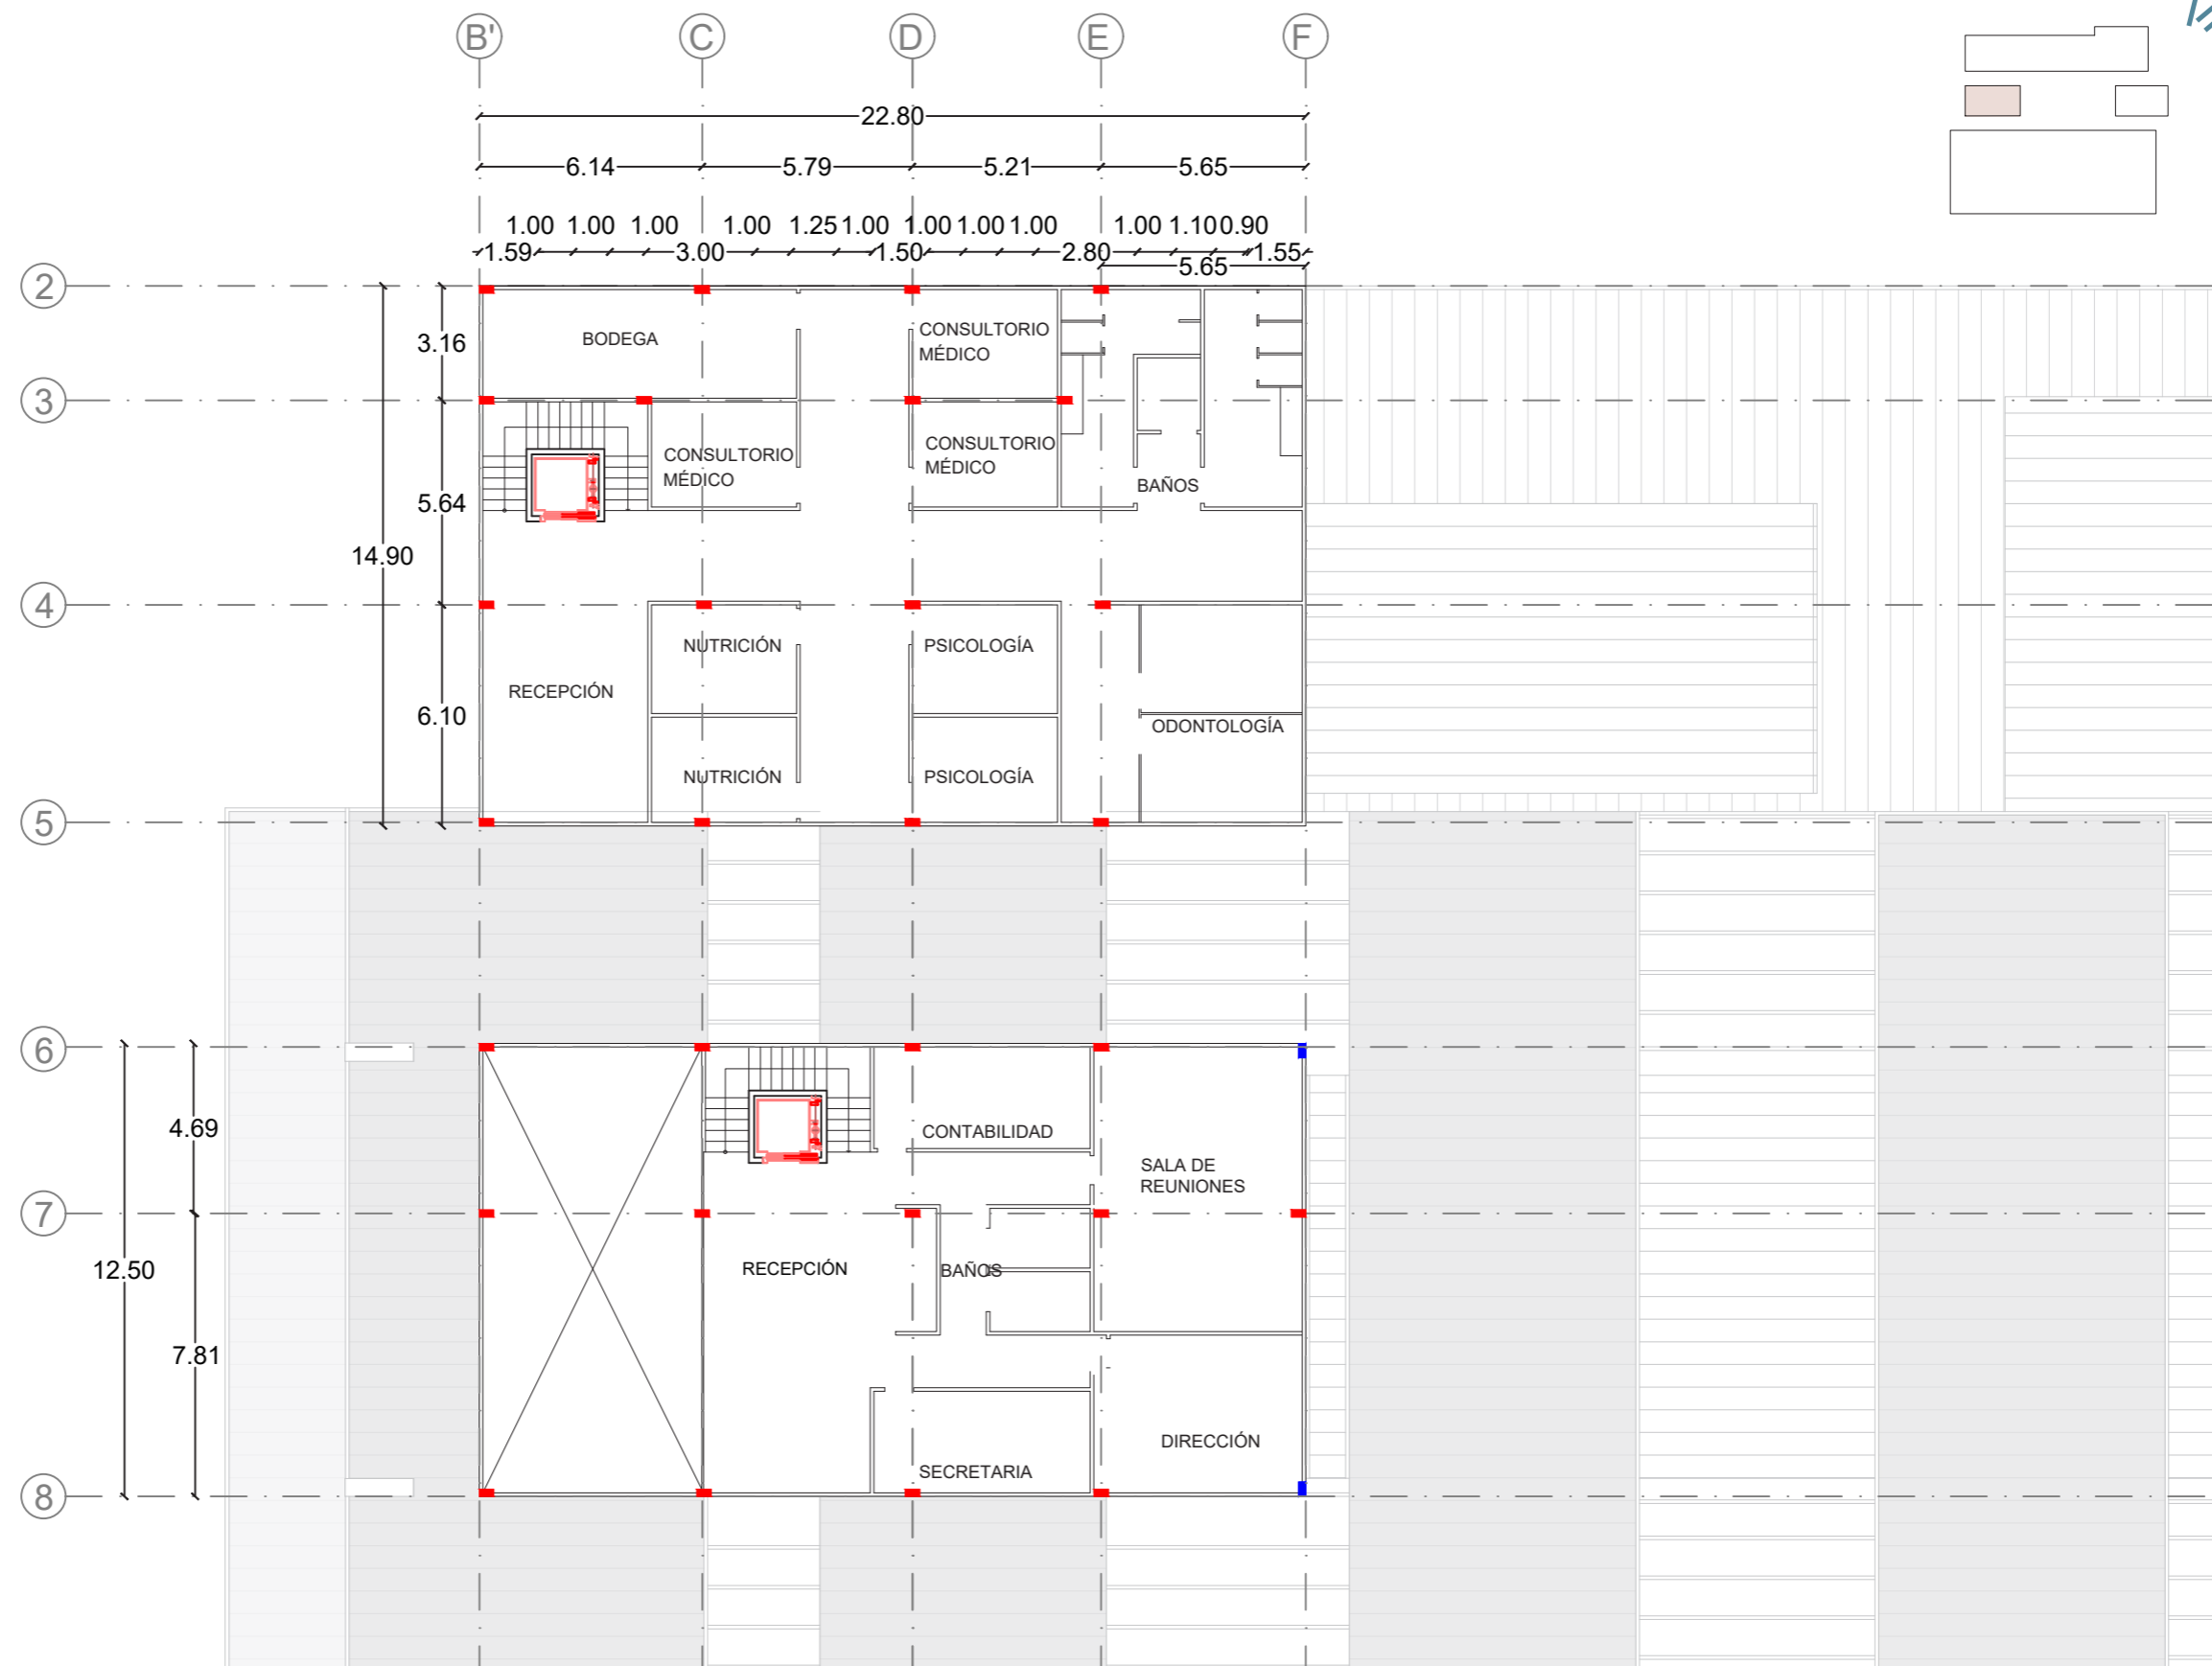 B' C D E F
22.80
6.14 5.79 5.21 5.65
1.00 1.00 1.00 1.00 1.25 1.00 1.00 1.00 1.00 1.00 1.10 0.90
1.59 3.00 1.50 2.80 1.55
5.65
2
BODEGA
CONSULTORIO
MÉDICO
3.16
3
CONSULTORIO
MÉDICO
CONSULTORIO
MÉDICO
BAÑOS
5.64
14.90
4
NUTRICIÓN
PSICOLOGÍA
RECEPCIÓN
6.10
ODONTOLOGÍA
NUTRICIÓN
PSICOLOGÍA
5
6
4.69
CONTABILIDAD
SALA DE
REUNIONES
7
12.50
RECEPCIÓN
BAÑOS
7.81
DIRECCIÓN
SECRETARIA
8